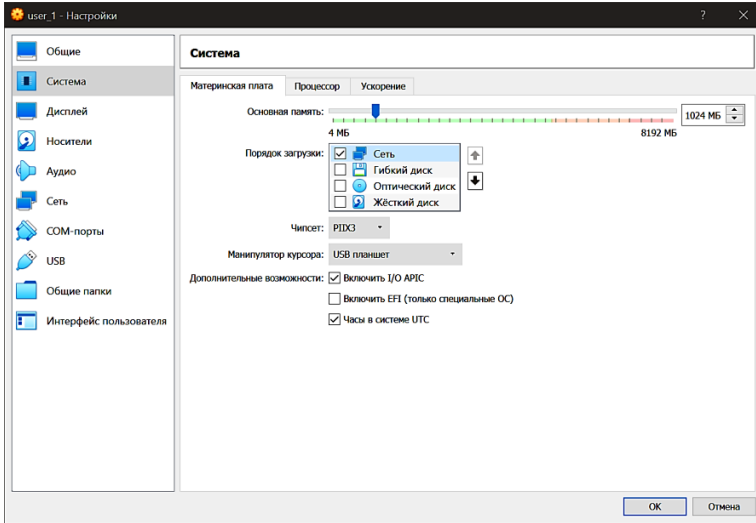 user_1 - Настройки
?
Общие
Система
Дисплей
Носители
Аудио
Сеть
COM-порты
USB
Общие папки
Интерфейс пользователя
Система
Материнская плата Процессор Ускорение
Основная память: 1024 МБ
4 МБ 8192 МБ
Порядок загрузки: Сеть
Гибкий диск
Оптический диск
Жёсткий диск
Чипсет: PIIX3
Манипулятор курсора: USB планшет
Дополнительные возможности: Включить I/O APIC
Включить EFI (только специальные ОС)
Часы в системе UTC
OK Отмена